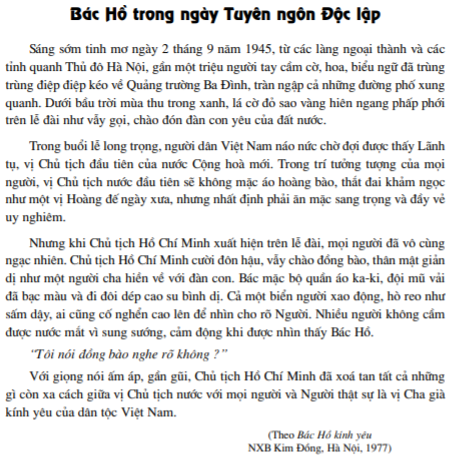 Bác Hồ trong ngày Tuyên ngôn Độc lập
Sáng sớm tinh mơ ngày 2 tháng 9 năm 1945, từ các làng ngoại thành và các
tỉnh quanh Thủ đô Hà Nội, gần một triệu người tay cầm cờ, hoa, biểu ngữ đã trùng
trùng điệp điệp kéo về Quảng trường Ba Đình, tràn ngập cả những đường phố xung
quanh. Dưới bầu trời mùa thu trong xanh, lá cờ đỏ sao vàng hiên ngang phấp phới
trên lễ đài như vẫy gọi, chào đón đàn con yêu của đất nước.
Trong buổi lễ long trọng, người dân Việt Nam náo nức chờ đợi được thấy Lãnh
tụ, vị Chủ tịch đầu tiên của nước Cộng hoà mới. Trong trí tưởng tượng của mọi
người, vị Chủ tịch nước đầu tiên sẽ không mặc áo hoàng bào, thắt đai khảm ngọc
như một vị Hoàng đế ngày xưa, nhưng nhất định phải ăn mặc sang trọng và đầy vẻ
uy nghiêm.
Nhưng khi Chủ tịch Hồ Chí Minh xuất hiện trên lễ đài, mọi người đã vô cùng
ngạc nhiên. Chủ tịch Hồ Chí Minh cười đôn hậu, vẫy chào đồng bào, thân mật giản
dị như một người cha hiền về với đàn con. Bác mặc bộ quần áo ka-ki, đội mũ vải
đã bạc màu và đi đôi dép cao su bình dị. Cả một biển người xao động, hò reo như
sấm dậy, ai cũng cố nghển cao lên để nhìn cho rõ Người. Nhiều người không cầm
được nước mắt vì sung sướng, cảm động khi được nhìn thấy Bác Hồ.
"Tôi nói đồng bào nghe rõ không ?"
Với giọng nói ấm áp, gần gũi, Chủ tịch Hồ Chí Minh đã xoá tan tất cả những
gì còn xa cách giữa vị Chủ tịch nước với mọi người và Người thật sự là vị Cha già
kính yêu của dân tộc Việt Nam.
(Theo Bác Hồ kính yêu
NXB Kim Đồng, Hà Nội, 1977)